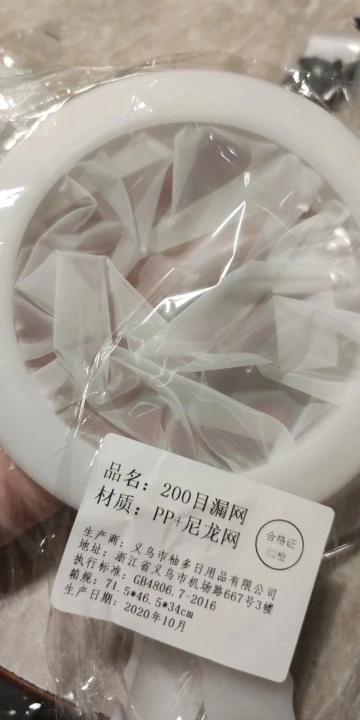 品名：200目漏网
材质：PP+尼龙网
合格证
02检
生产商：义乌市柚多日用品有限公司
地址：浙江省义乌市机场路667号3楼
执行标准：GB4806.7-2016
箱规：71.5*46.5*34cm
生产日期：2020年10月